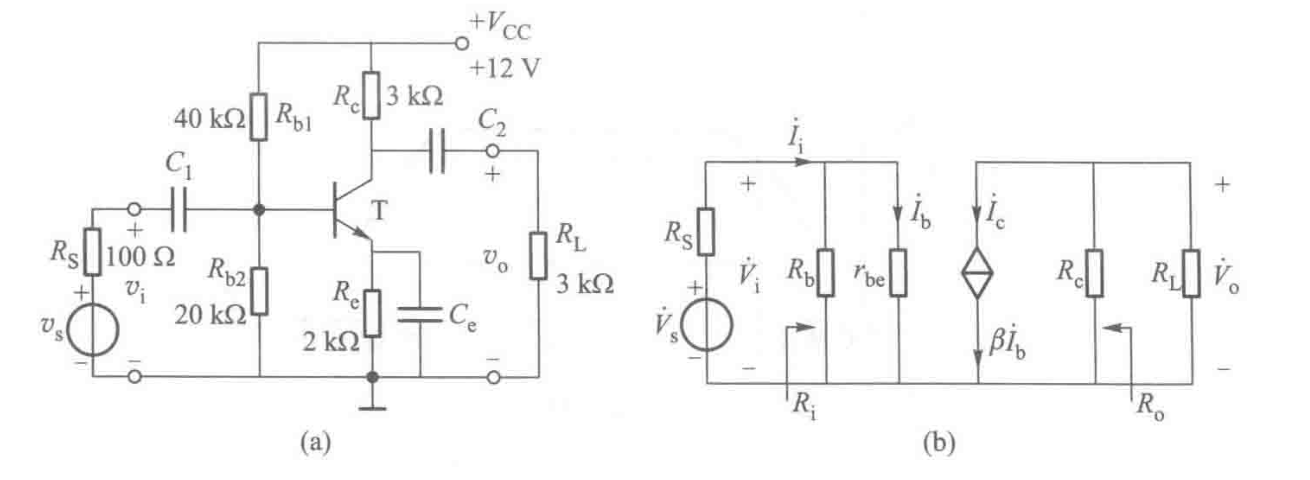 +V_CC
+12 V
R_c 3 kΩ
40 kΩ R_b1
C_2
C_1
+
T
+
R_S 100 Ω
v_i
R_b2
20 kΩ
v_o
R_L
3 kΩ
+
v_s
−
−
R_e
2 kΩ
C_e
−
(a)
İ_i
+
İ_b
İ_c
+
R_S
V̇_i
R_b
r_be
R_c
R_L
V̇_o
+
V̇_s
−
βİ_b
−
−
R_i
R_o
(b)